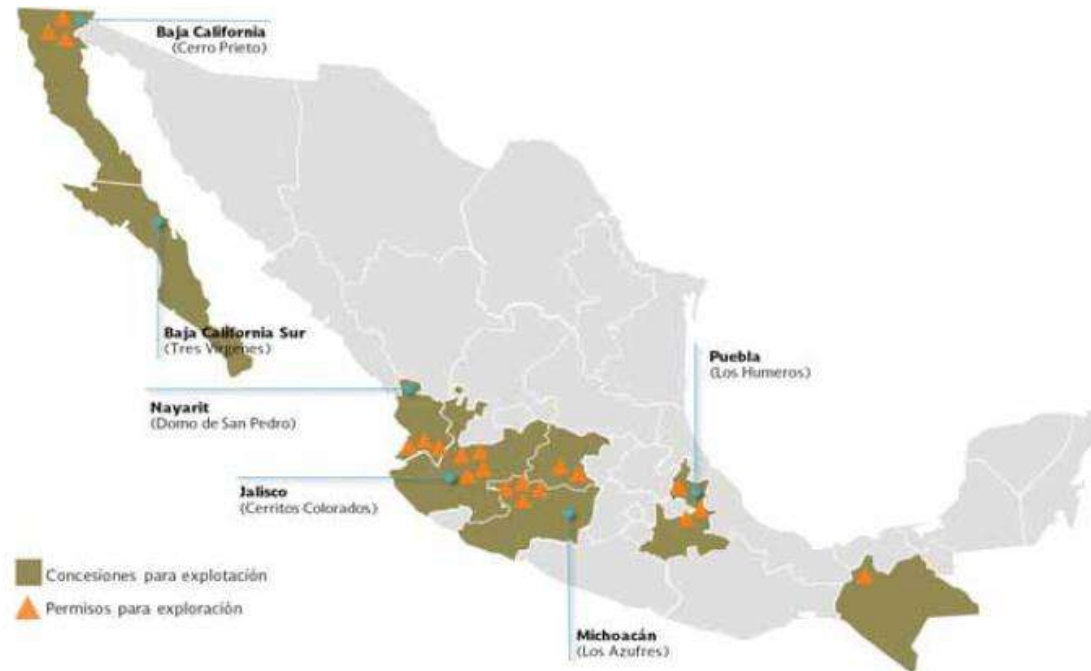 Baja California
(Cerro Prieto)
Baja California Sur
(Tres Vírgenes)
Puebla
(Los Humeros)
Nayarit
(Domo de San Pedro)
Jalisco
(Cerritos Colorados)
Concesiones para explotación
Permisos para exploración
Michoacán
(Los Azufres)